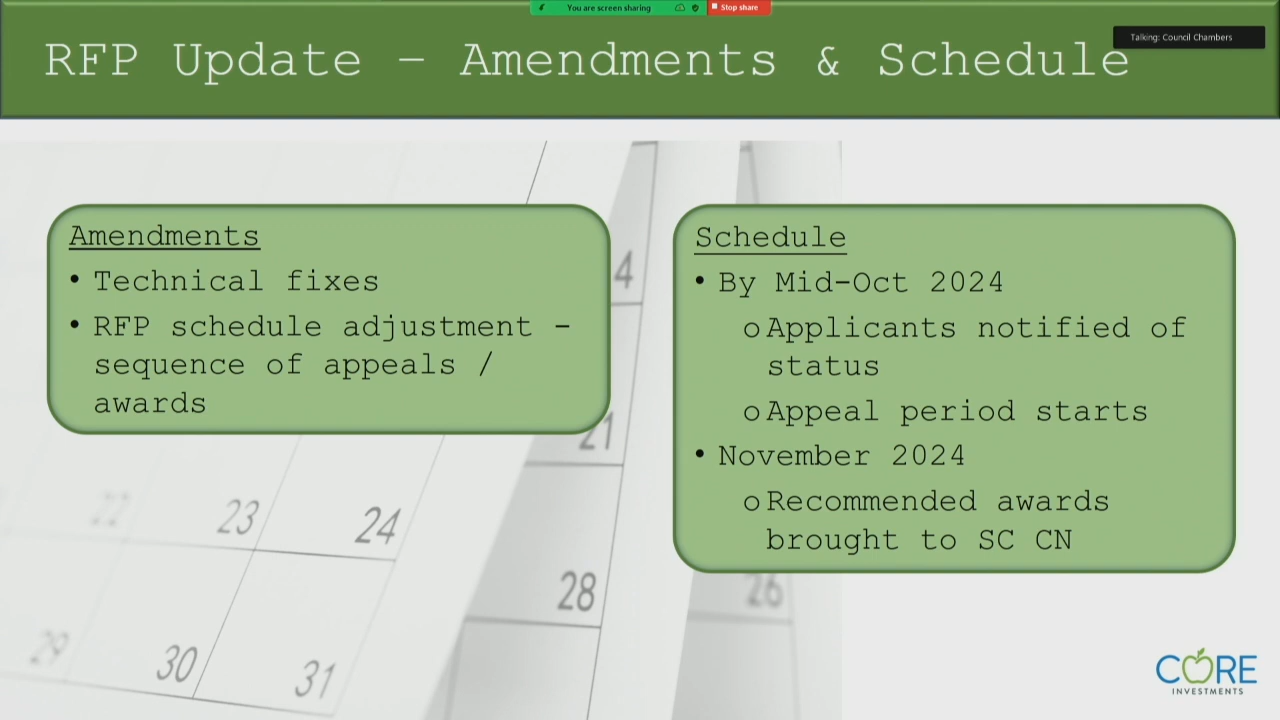 You are screen sharing
Stop share
Talking: Council Chambers
RFP Update – Amendments & Schedule
Amendments
• Technical fixes
• RFP schedule adjustment –
sequence of appeals /
awards
Schedule
• By Mid-Oct 2024
o Applicants notified of
status
o Appeal period starts
• November 2024
o Recommended awards
brought to SC CN
4
21
22
23
24
28
26
29
30
31
CORE
INVESTMENTS